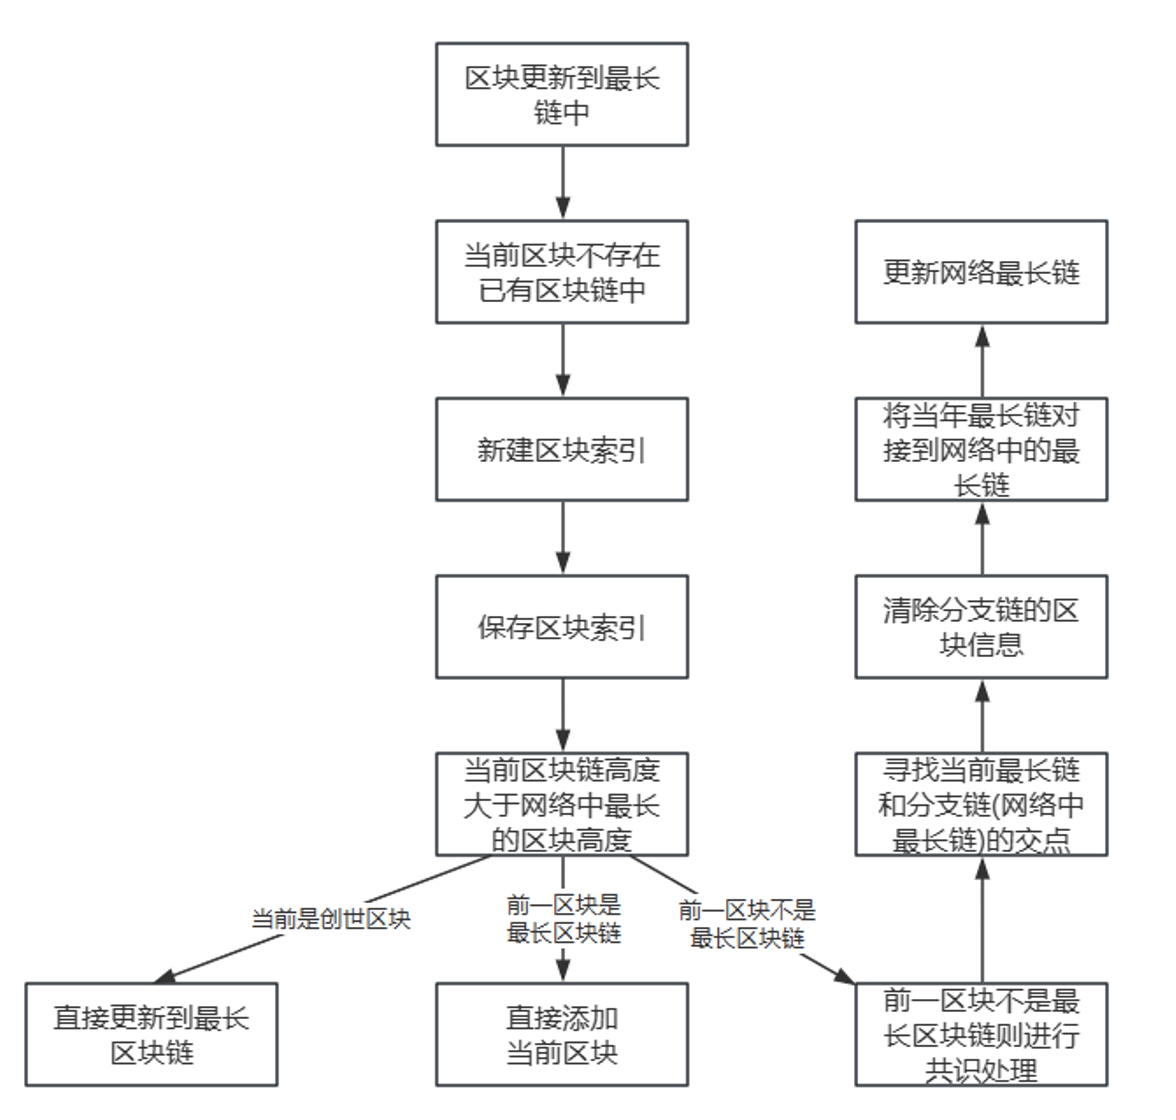 区块更新到最长
链中
当前区块不存在
已有区块链中
新建区块索引
保存区块索引
当前区块链高度
大于网络中最长
的区块高度
当前是创世区块
前一区块是
最长区块链
前一区块不是
最长区块链
直接更新到最长
区块链
直接添加
当前区块
前一区块不是最
长区块链则进行
共识处理
寻找当前最长链
和分支链(网络中
最长链)的交点
清除分支链的区
块信息
将当年最长链对
接到网络中的最
长链
更新网络最长链